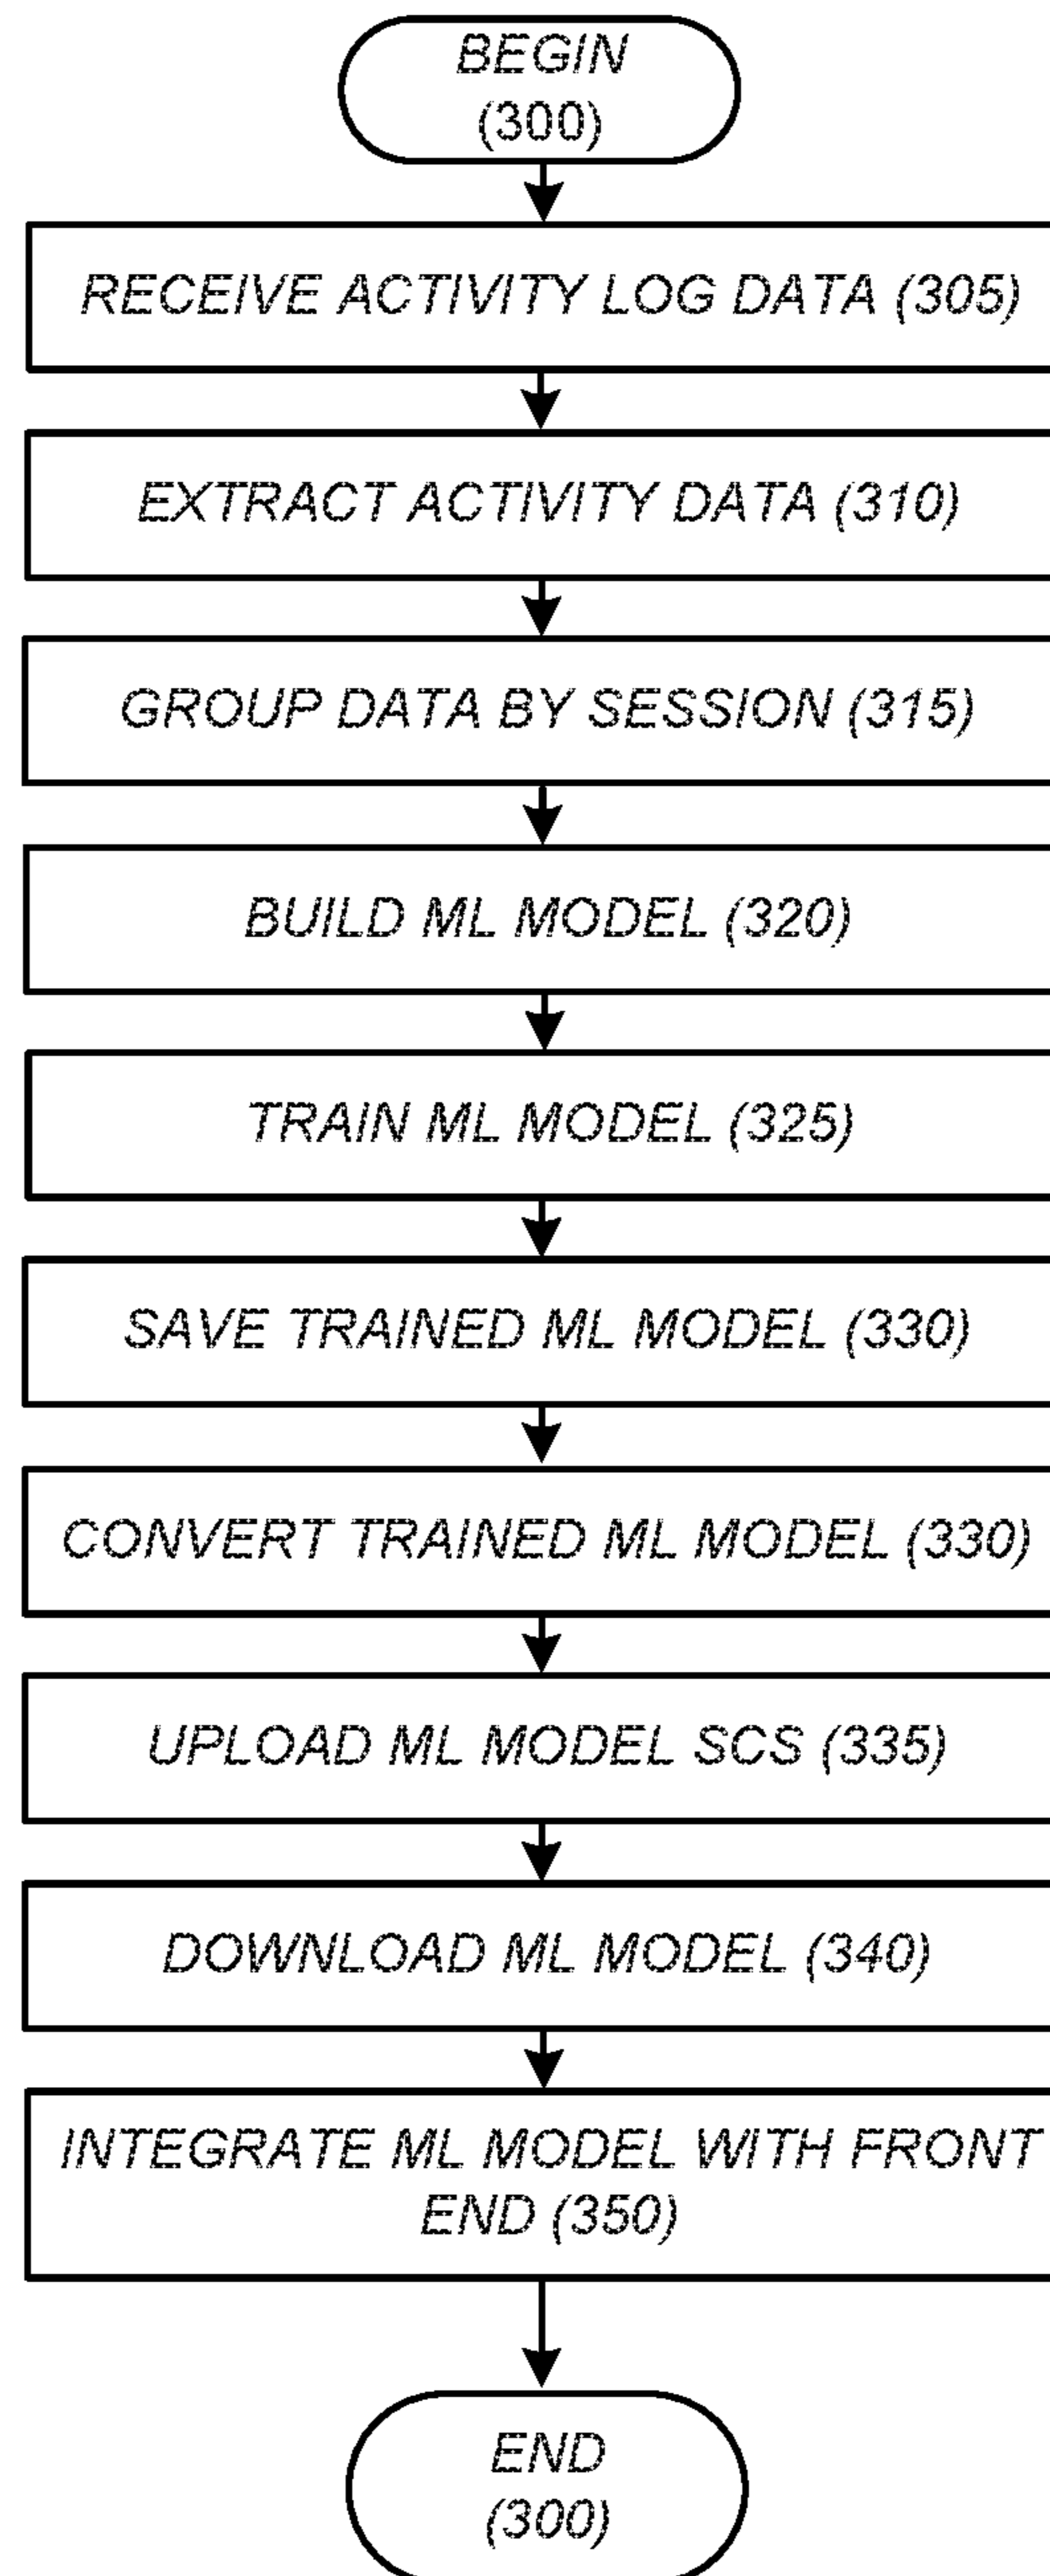 BEGIN
(300)
RECEIVE ACTIVITY LOG DATA (305)
EXTRACT ACTIVITY DATA (310)
GROUP DATA BY SESSION (315)
BUILD ML MODEL (320)
TRAIN ML MODEL (325)
SAVE TRAINED ML MODEL (330)
CONVERT TRAINED ML MODEL (330)
UPLOAD ML MODEL SCS (335)
DOWNLOAD ML MODEL (340)
INTEGRATE ML MODEL WITH FRONT
END (350)
END
(300)